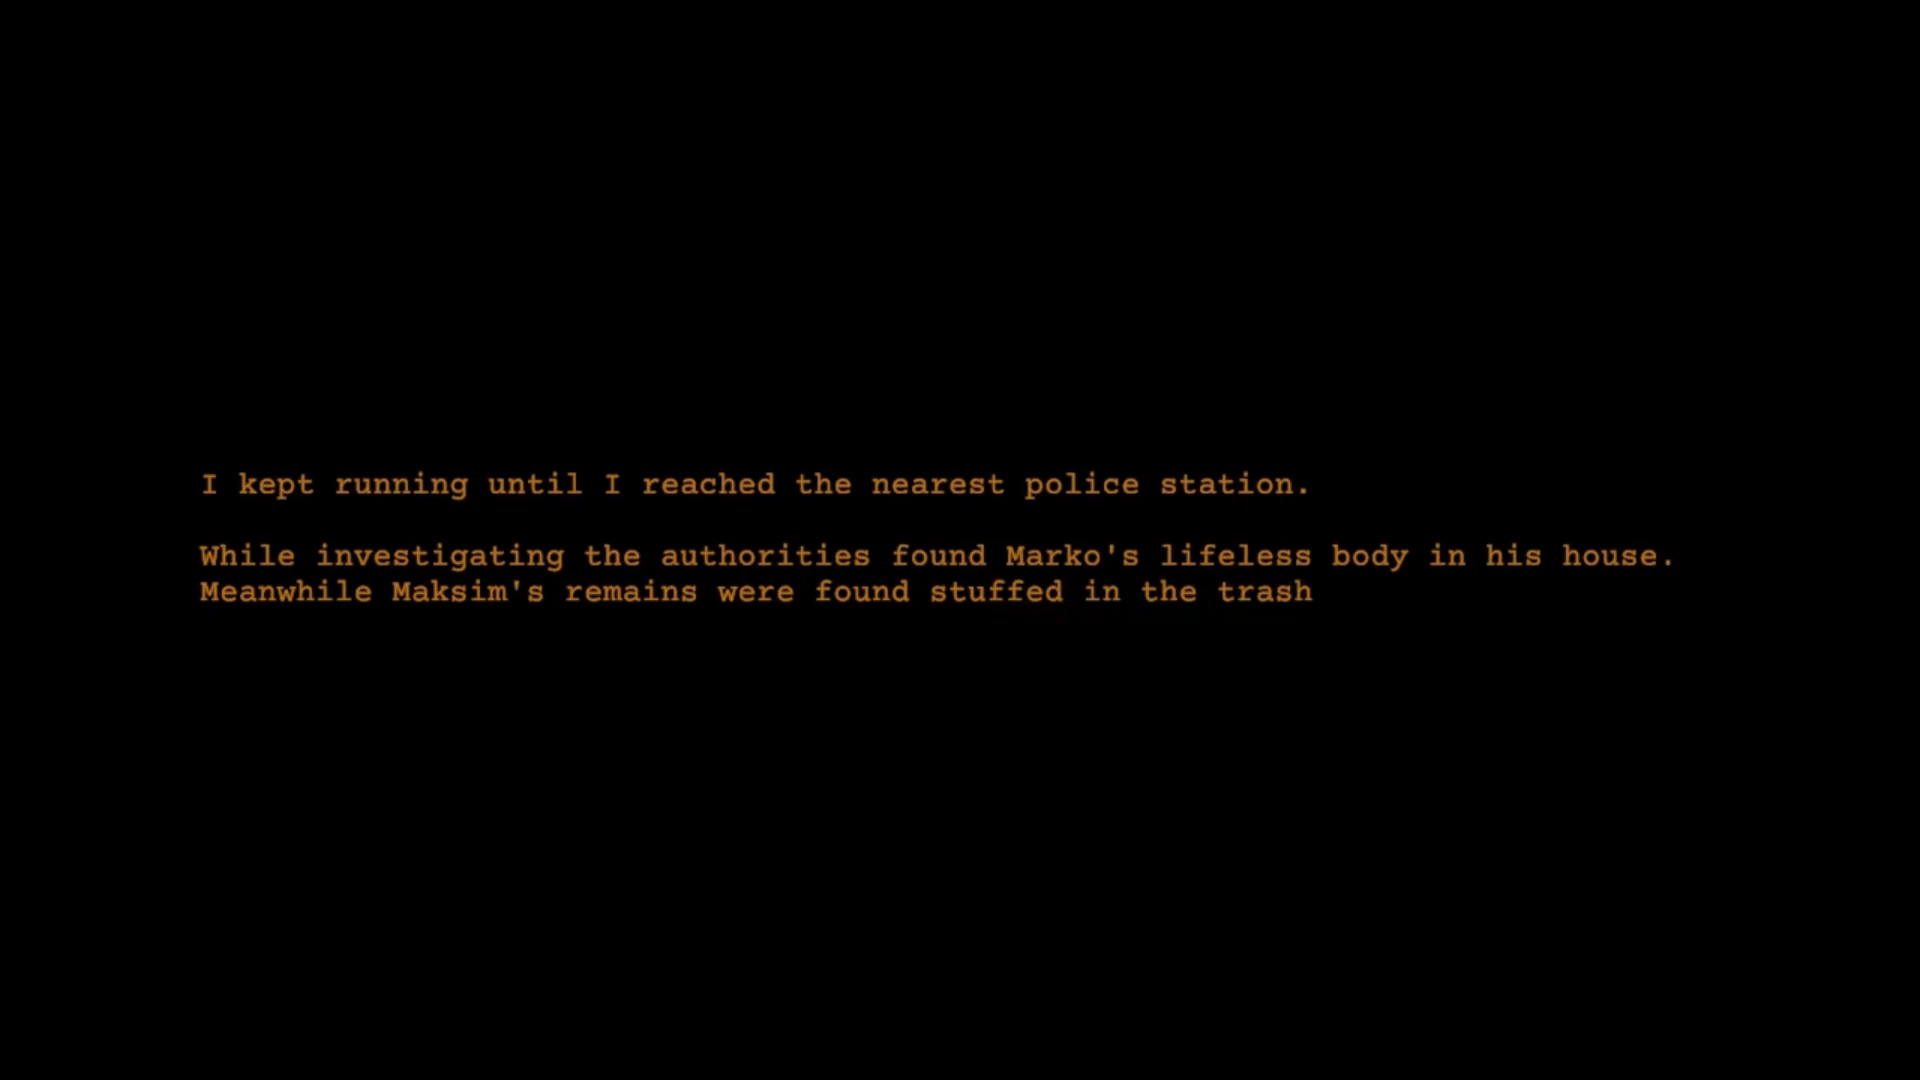 I kept running until I reached the nearest police station.
While investigating the authorities found Marko's lifeless body in his house.
Meanwhile Maksim's remains were found stuffed in the trash